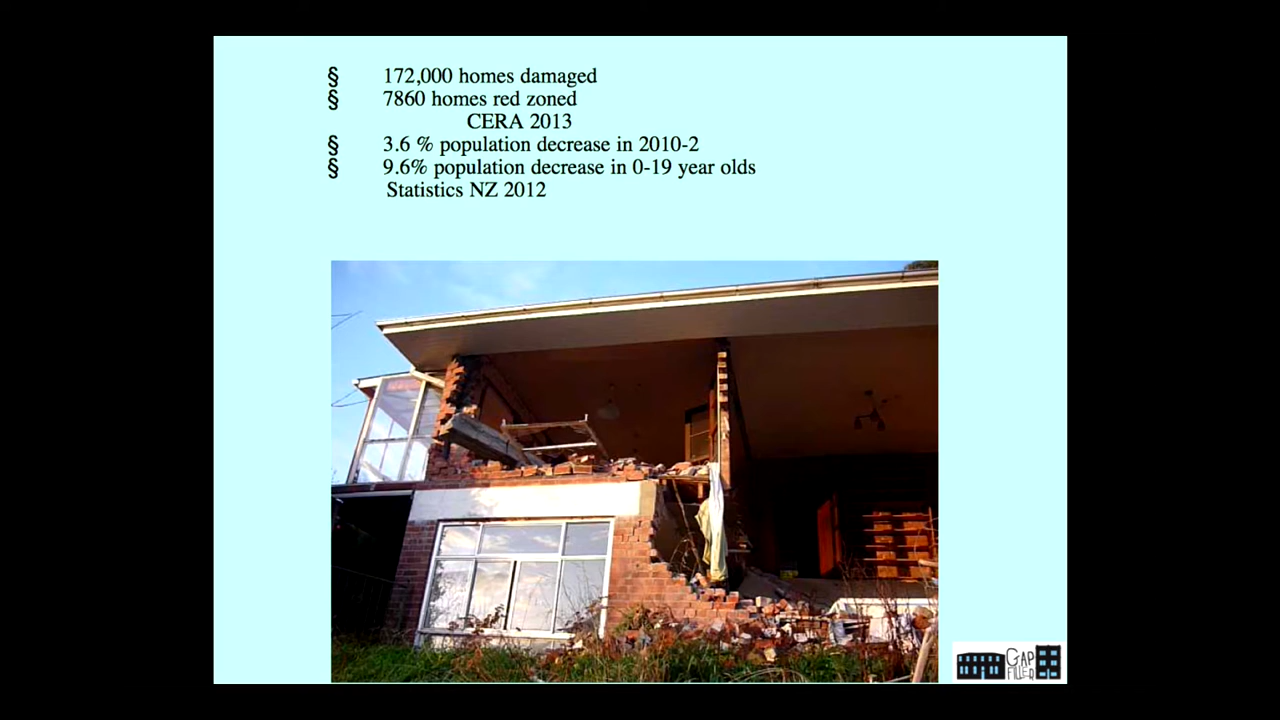 § 172,000 homes damaged
§ 7860 homes red zoned
CERA 2013
§ 3.6 % population decrease in 2010-2
§ 9.6% population decrease in 0-19 year olds
Statistics NZ 2012
GAP
FILLER